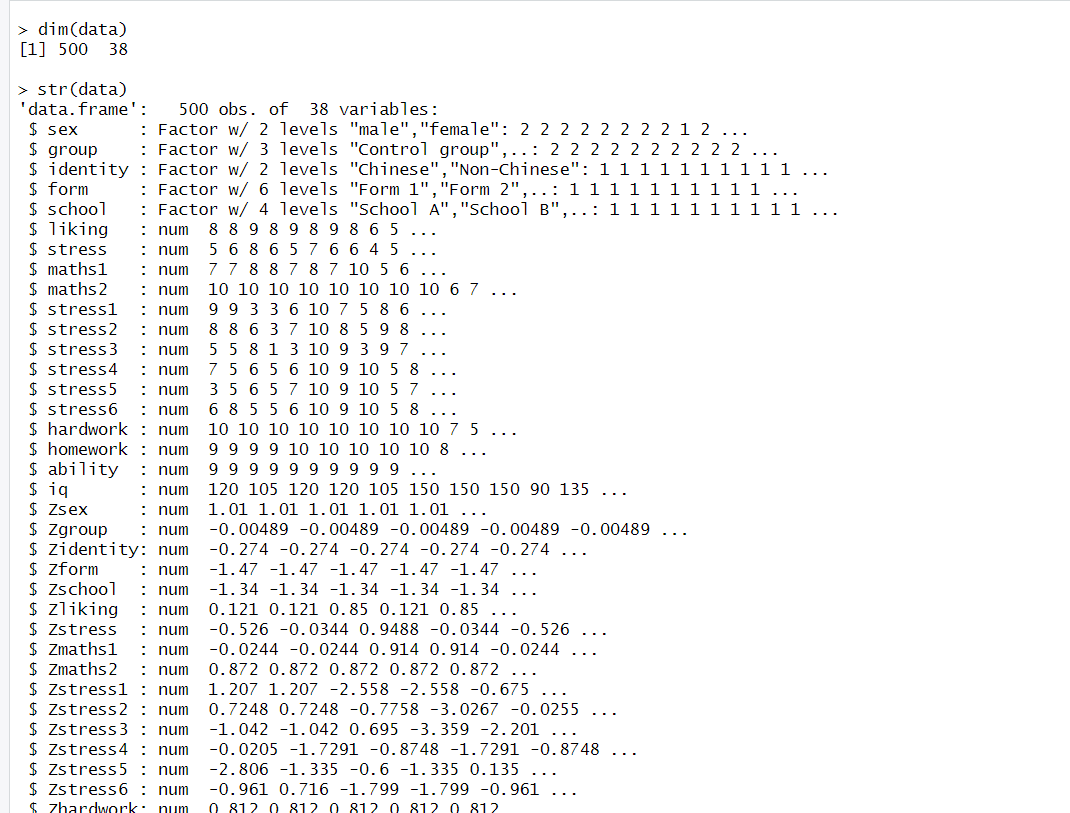 > dim(data)
[1] 500  38
> str(data)
'data.frame':   500 obs. of  38 variables:
 $ sex      : Factor w/ 2 levels "male","female": 2 2 2 2 2 2 2 2 1 2 ...
 $ group    : Factor w/ 3 levels "Control group",..: 2 2 2 2 2 2 2 2 2 2 ...
 $ identity : Factor w/ 2 levels "Chinese","Non-Chinese": 1 1 1 1 1 1 1 1 1 1 ...
 $ form     : Factor w/ 6 levels "Form 1","Form 2",..: 1 1 1 1 1 1 1 1 1 1 ...
 $ school   : Factor w/ 4 levels "School A","School B",..: 1 1 1 1 1 1 1 1 1 1 ...
 $ liking   : num  8 8 9 8 9 8 9 8 6 5 ...
 $ stress   : num  5 6 8 6 5 7 6 6 4 5 ...
 $ maths1   : num  7 7 8 8 7 8 7 10 5 6 ...
 $ maths2   : num  10 10 10 10 10 10 10 10 6 7 ...
 $ stress1  : num  9 9 3 3 6 10 7 5 8 6 ...
 $ stress2  : num  8 8 6 3 7 10 8 5 9 8 ...
 $ stress3  : num  5 5 8 1 3 10 9 3 9 7 ...
 $ stress4  : num  7 5 6 5 6 10 9 10 5 8 ...
 $ stress5  : num  3 5 6 5 7 10 9 10 5 7 ...
 $ stress6  : num  6 8 5 5 6 10 9 10 5 8 ...
 $ hardwork : num  10 10 10 10 10 10 10 10 7 5 ...
 $ homework : num  9 9 9 9 10 10 10 10 10 8 ...
 $ ability  : num  9 9 9 9 9 9 9 9 9 9 ...
 $ iq       : num  120 105 120 120 105 150 150 150 90 135 ...
 $ Zsex     : num  1.01 1.01 1.01 1.01 1.01 ...
 $ Zgroup   : num  -0.00489 -0.00489 -0.00489 -0.00489 -0.00489 ...
 $ Zidentity: num  -0.274 -0.274 -0.274 -0.274 -0.274 ...
 $ Zform    : num  -1.47 -1.47 -1.47 -1.47 -1.47 ...
 $ Zschool  : num  -1.34 -1.34 -1.34 -1.34 -1.34 ...
 $ Zliking  : num  0.121 0.121 0.85 0.121 0.85 ...
 $ Zstress  : num  -0.526 -0.0344 0.9488 -0.0344 -0.526 ...
 $ Zmaths1  : num  -0.0244 -0.0244 0.914 0.914 -0.0244 ...
 $ Zmaths2  : num  0.872 0.872 0.872 0.872 0.872 ...
 $ Zstress1 : num  1.207 1.207 -2.558 -2.558 -0.675 ...
 $ Zstress2 : num  0.7248 0.7248 -0.7758 -3.0267 -0.0255 ...
 $ Zstress3 : num  -1.042 -1.042 0.695 -3.359 -2.201 ...
 $ Zstress4 : num  -0.0205 -1.7291 -0.8748 -1.7291 -0.8748 ...
 $ Zstress5 : num  -2.806 -1.335 -0.6 -1.335 0.135 ...
 $ Zstress6 : num  -0.961 0.716 -1.799 -1.799 -0.961 ...
 $ Zhardwork: num  0.812 0.812 0.812 0.812 0.812